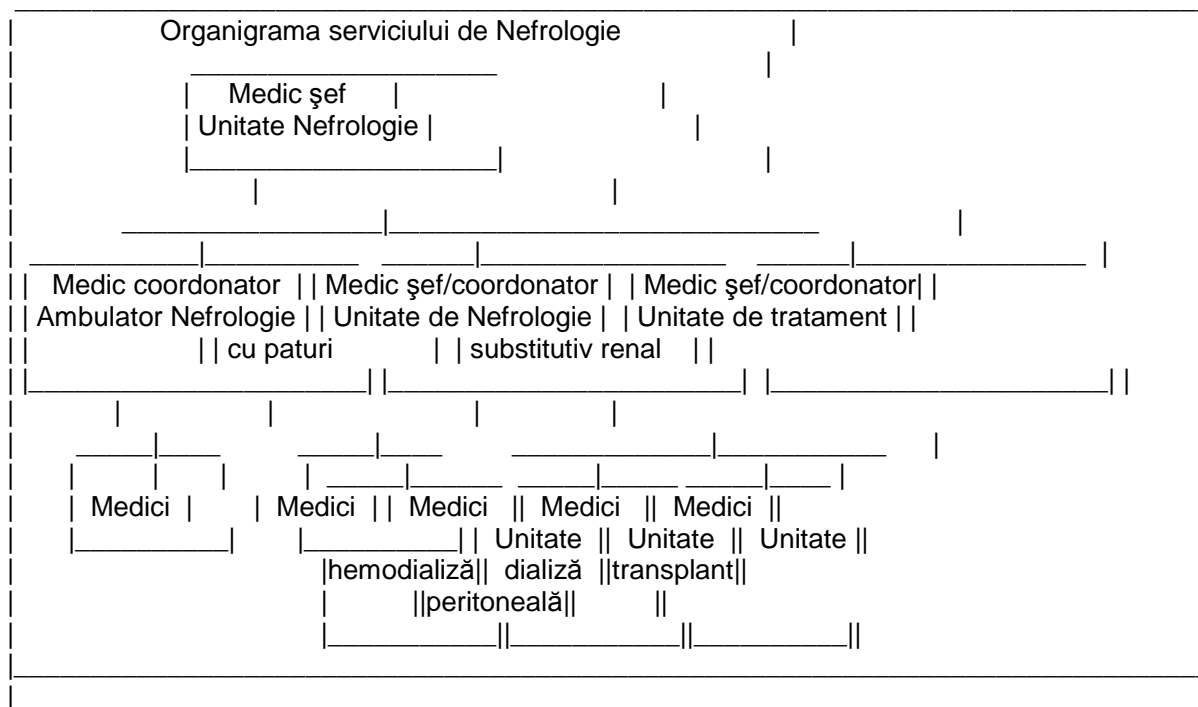 Organigrama serviciului de Nefrologie
Medic şef
Unitate Nefrologie
Medic coordonator Medic şef/coordonator Medic şef/coordonator
Ambulator Nefrologie Unitate de Nefrologie Unitate de tratament
cu paturi substitutiv renal
Medici Medici Medici Medici Medici
Unitate Unitate Unitate
hemodializă dializă transplant
peritoneală